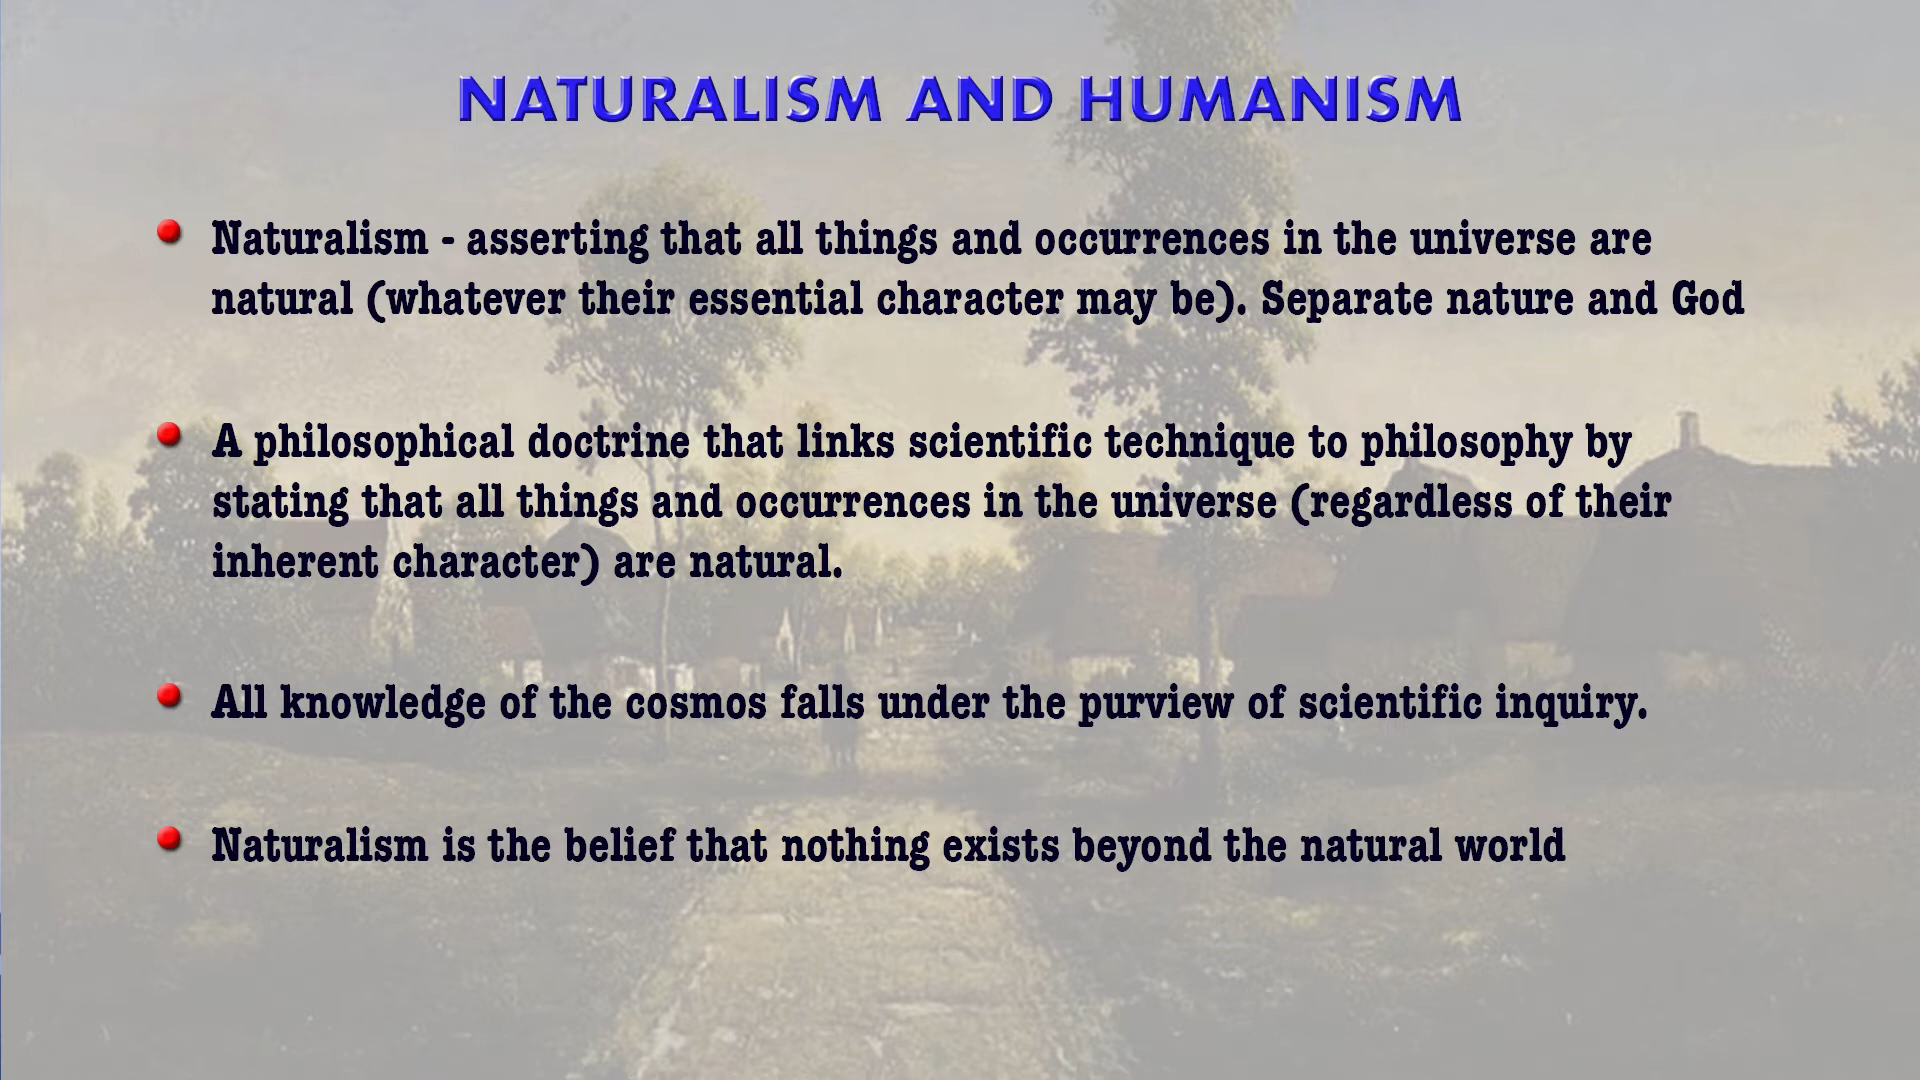 NATURALISM AND HUMANISM
Naturalism - asserting that all things and occurrences in the universe are
natural (whatever their essential character may be). Separate nature and God
A philosophical doctrine that links scientific technique to philosophy by
stating that all things and occurrences in the universe (regardless of their
inherent character) are natural.
All knowledge of the cosmos falls under the purview of scientific inquiry.
Naturalism is the belief that nothing exists beyond the natural world